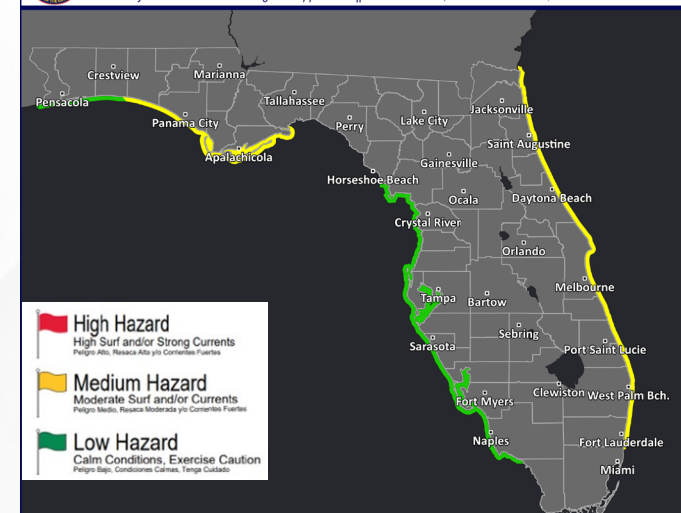 Crestview
Marianna
Pensacola
Tallahassee
Jacksonville
Panama City
Perry
Lake City
Saint Augustine
Apalachicola
Gainesville
Horseshoe Beach
Ocala
Daytona Beach
Crystal River
Orlando
Melbourne
Tampa
Bartow
Sebring
Sarasota
Port Saint Lucie
Clewiston
West Palm Bch.
Fort Myers
Naples
Fort Lauderdale
Miami
High Hazard
High Surf and/or Strong Currents
Peligro Alto, Resaca Alta y/o Corrientes Fuertes
Medium Hazard
Moderate Surf and/or Currents
Peligro Medio, Resaca Moderada y/o Corrientes Fuertes
Low Hazard
Calm Conditions, Exercise Caution
Peligro Bajo, Condiciones Calmas, Tenga Cuidado